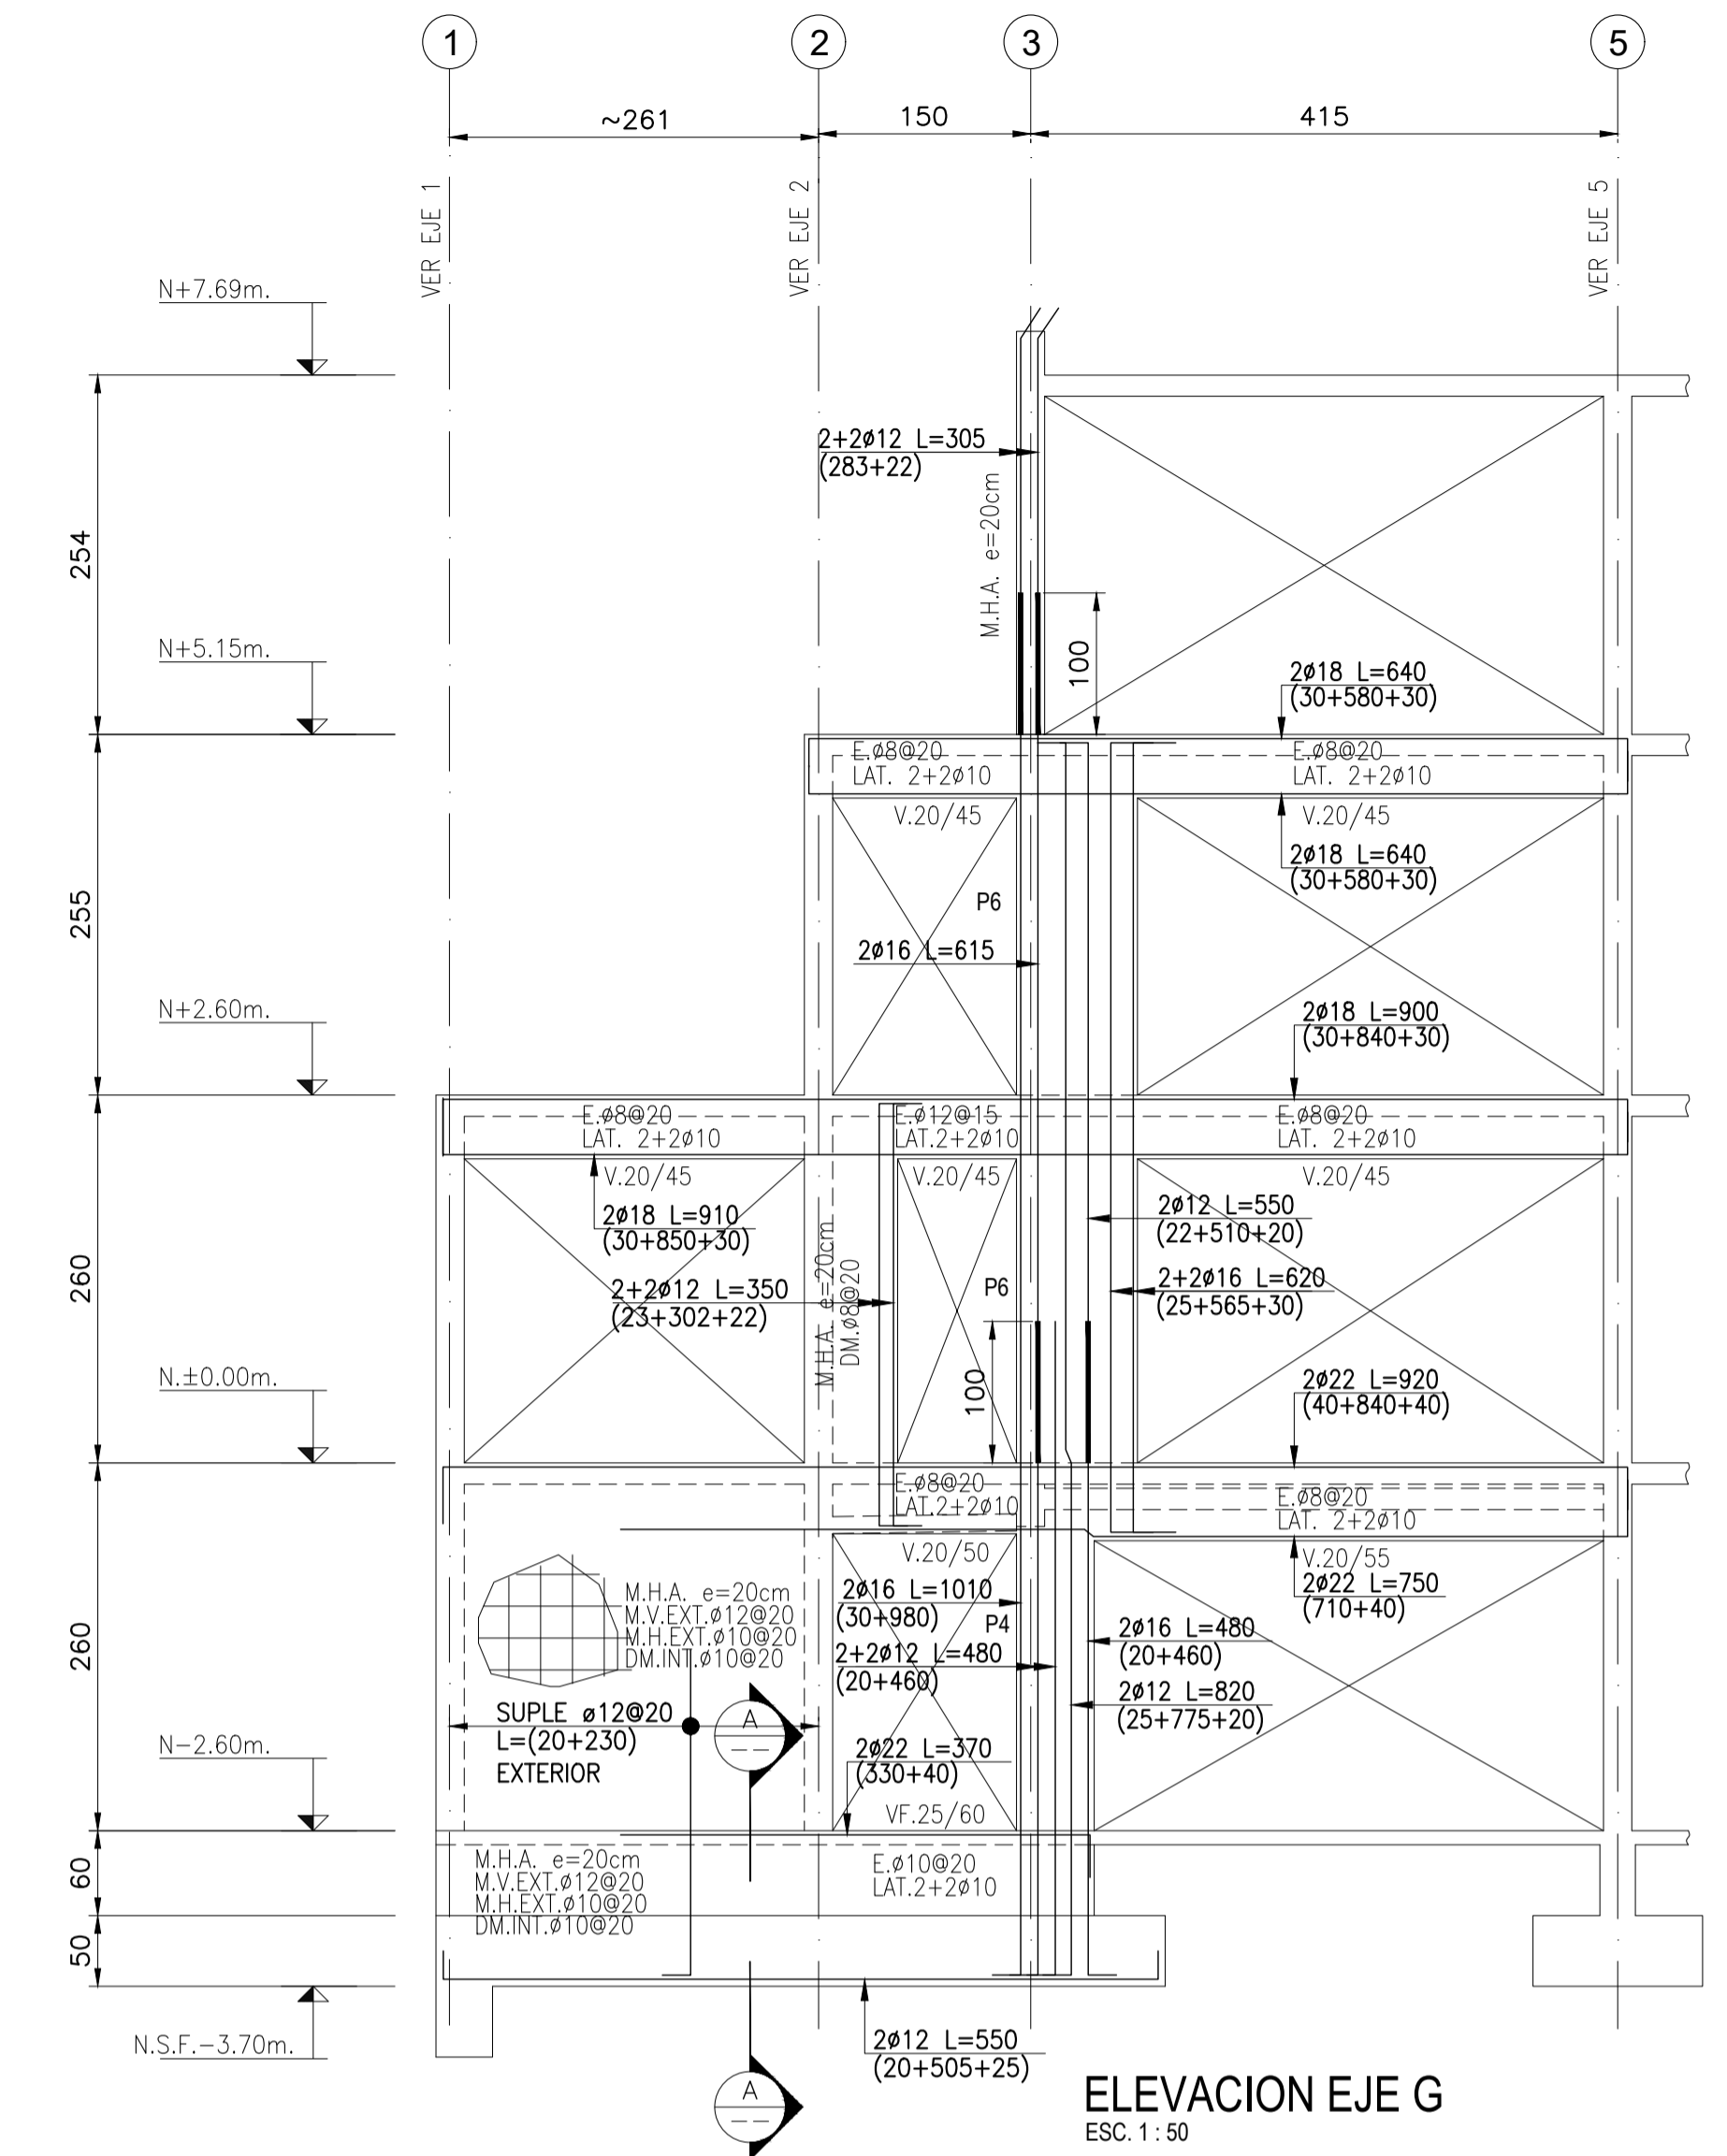 1
2
3
5
~261
150
415
VER EJE 1
VER EJE 2
VER EJE 5
N+7.69m.
2+2ø12 L=305
(283+22)
M.H.A. e=20cm
254
100
N+5.15m.
2ø18 L=640
(30+580+30)
E.ø8@20
LAT. 2+2ø10
E.ø8@20
LAT. 2+2ø10
V.20/45
V.20/45
2ø18 L=640
(30+580+30)
P6
255
2ø16 L=615
N+2.60m.
2ø18 L=900
(30+840+30)
E.ø8@20
LAT. 2+2ø10
E.ø12@15
LAT.2+2ø10
E.ø8@20
LAT. 2+2ø10
V.20/45
V.20/45
V.20/45
2ø18 L=910
(30+850+30)
2ø12 L=550
(22+510+20)
260
2+2ø12 L=350
(23+302+22)
M.H.A. e=20cm
DM.ø8@20
P6
2+2ø16 L=620
(25+565+30)
100
N.±0.00m.
2ø22 L=920
(40+840+40)
E.ø8@20
LAT.2+2ø10
E.ø8@20
LAT. 2+2ø10
V.20/50
V.20/55
2ø22 L=750
(710+40)
M.H.A. e=20cm
M.V.EXT.ø12@20
M.H.EXT.ø10@20
DM.INT.ø10@20
2ø16 L=1010
(30+980)
P4
260
2+2ø12 L=480
(20+460)
2ø16 L=480
(20+460)
2ø12 L=820
(25+775+20)
SUPLE ø12@20
L=(20+230)
EXTERIOR
A
N-2.60m.
2ø22 L=370
(330+40)
VF.25/60
60
M.H.A. e=20cm
M.V.EXT.ø12@20
M.H.EXT.ø10@20
DM.INT.ø10@20
E.ø10@20
LAT.2+2ø10
50
N.S.F.-3.70m.
2ø12 L=550
(20+505+25)
A
ELEVACION EJE G
ESC. 1 : 50